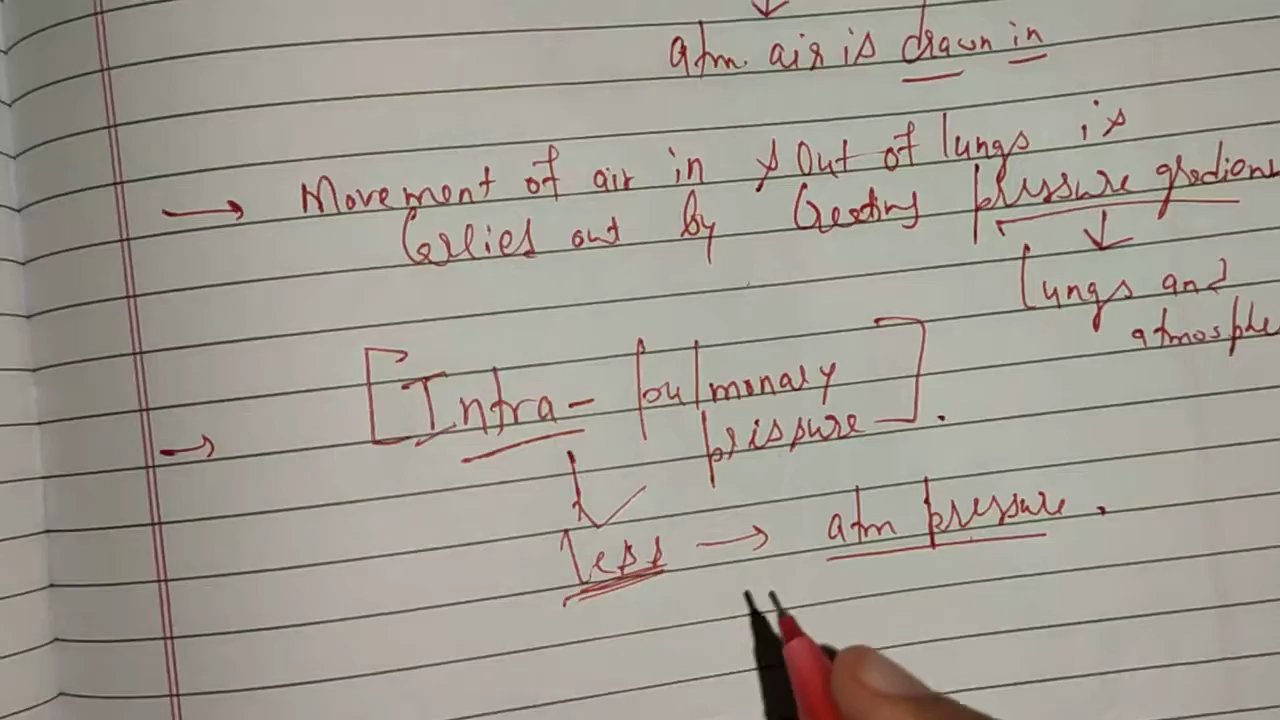 atm air is drawn in
→ Movement of air in & Out of lungs is
Carries out by Creating pressure gradient
↓
lungs and
atmosphe
→ [Intra- pulmonary
pressure].
↓
less → atm pressure.